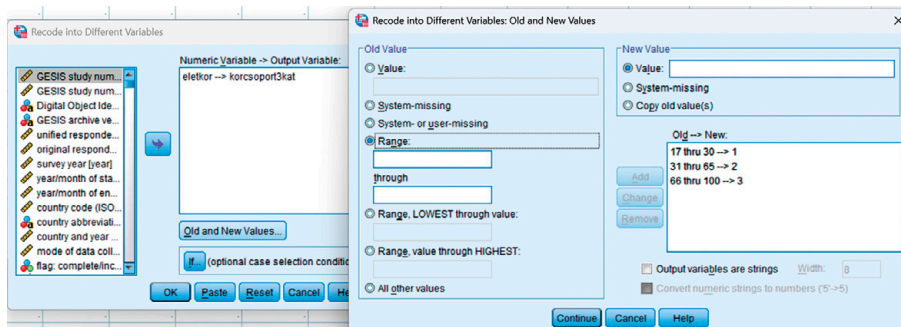 Recode into Different Variables
GESIS study num...
GESIS study num...
Digital Object Ide...
GESIS archive ve...
unified responde...
original respond...
survey year [year]
year/month of sta...
year/month of en...
country code (ISO...
country abbreviati...
country and year ...
mode of data coll...
flag: complete/inc...
Numeric Variable -> Output Variable:
eletkor --> korcsoport3kat
Old and New Values...
If... (optional case selection conditio
OK Paste Reset Cancel He
Recode into Different Variables: Old and New Values
Old Value
Value:
System-missing
System- or user-missing
Range:
through
Range, LOWEST through value:
Range, value through HIGHEST:
All other values
New Value
Value:
System-missing
Copy old value(s)
Old --> New:
17 thru 30 --> 1
31 thru 65 --> 2
66 thru 100 --> 3
Add
Change
Remove
Output variables are strings Width: 8
Convert numeric strings to numbers ('5'->5)
Continue Cancel Help